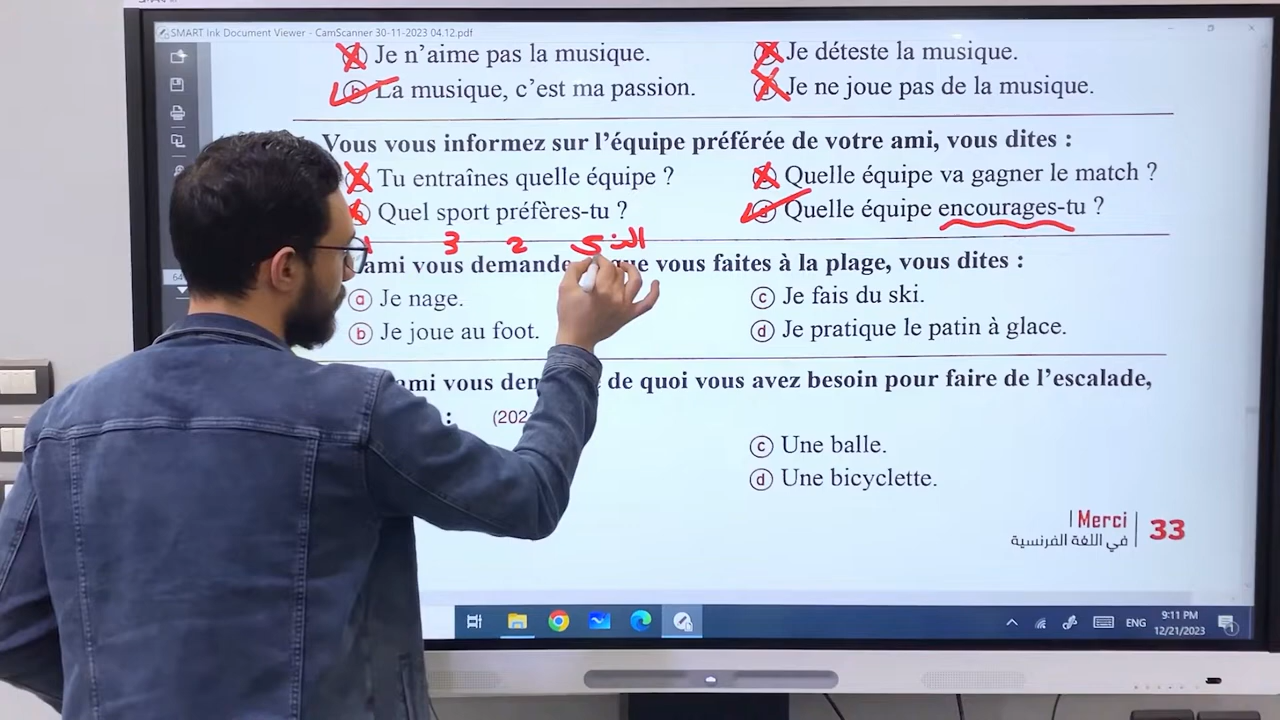 SMART Ink Document Viewer - CamScanner 30-11-2023 04.12.pdf
Je n'aime pas la musique.
Je déteste la musique.
b La musique, c'est ma passion.
Je ne joue pas de la musique.
Vous vous informez sur l'équipe préférée de votre ami, vous dites :
Tu entraînes quelle équipe ?
Quelle équipe va gagner le match ?
Quel sport préfères-tu ?
Quelle équipe encourages-tu ?
1 3 2
ami vous demande que vous faites à la plage, vous dites :
a Je nage.
c Je fais du ski.
b Je joue au foot.
d Je pratique le patin à glace.
ami vous de quoi vous avez besoin pour faire de l'escalade,
:
c Une balle.
d Une bicyclette.
Merci
في اللغة الفرنسية
33
ENG
9:11 PM
12/21/2023